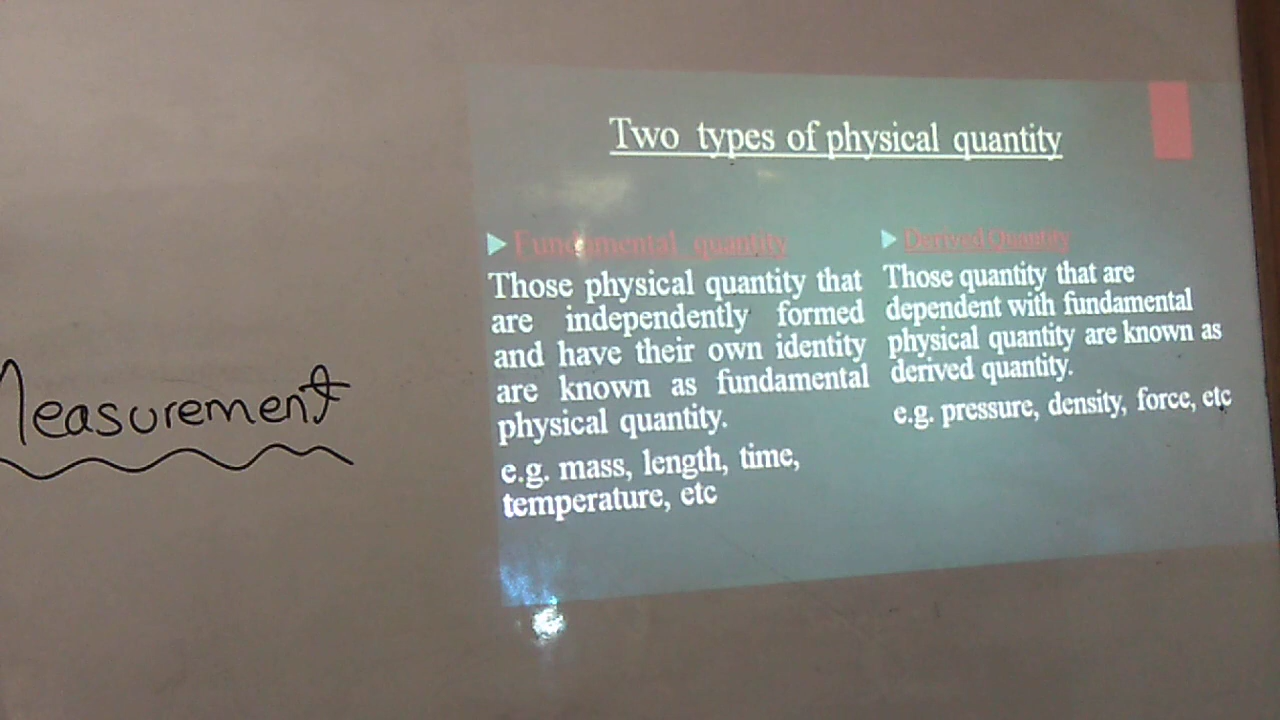 Measurement
Two types of physical quantity
Fundamental quantity
Those physical quantity that
are independently formed
and have their own identity
are known as fundamental
physical quantity.
e.g. mass, length, time,
temperature, etc
Derived Quantity
Those quantity that are
dependent with fundamental
physical quantity are known as
derived quantity.
e.g. pressure, density, force, etc